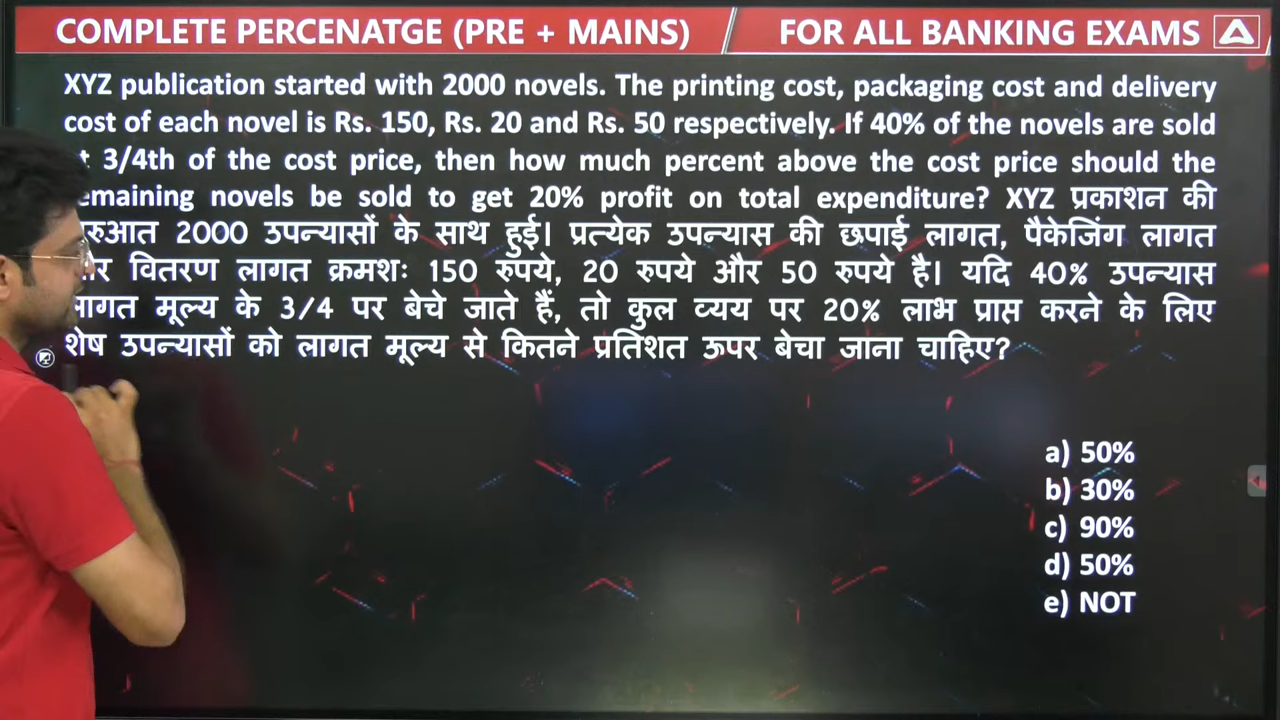 COMPLETE PERCENATGE (PRE + MAINS) FOR ALL BANKING EXAMS
XYZ publication started with 2000 novels. The printing cost, packaging cost and delivery
cost of each novel is Rs. 150, Rs. 20 and Rs. 50 respectively. If 40% of the novels are sold
3/4th of the cost price, then how much percent above the cost price should the
emaining novels be sold to get 20% profit on total expenditure? XYZ प्रकाशन की
रुआत 2000 उपन्यासों के साथ हुई। प्रत्येक उपन्यास की छपाई लागत, पैकेजिंग लागत
र वितरण लागत क्रमशः 150 रुपये, 20 रुपये और 50 रुपये है। यदि 40% उपन्यास
लागत मूल्य के 3/4 पर बेचे जाते हैं, तो कुल व्यय पर 20% लाभ प्राप्त करने के लिए
शेष उपन्यासों को लागत मूल्य से कितने प्रतिशत ऊपर बेचा जाना चाहिए?
a) 50%
b) 30%
c) 90%
d) 50%
e) NOT